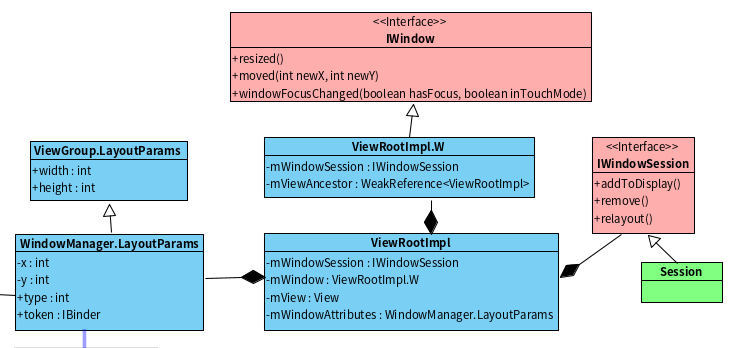 <<Interface>>
IWindow
+resized()
+moved(int newX, int newY)
+windowFocusChanged(boolean hasFocus, boolean inTouchMode)
ViewGroup.LayoutParams
+width : int
+height : int
ViewRootImpl.W
-mWindowSession : IWindowSession
-mViewAncestor : WeakReference<ViewRootImpl>
<<Interface>>
IWindowSession
+addToDisplay()
+remove()
+relayout()
WindowManager.LayoutParams
-x : int
-y : int
+type : int
+token : IBinder
ViewRootImpl
-mWindowSession : IWindowSession
-mWindow : ViewRootImpl.W
-mView : View
-mWindowAttributes : WindowManager.LayoutParams
Session